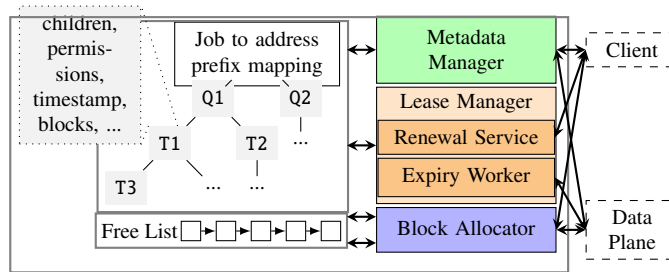 children,
permis-
sions,
timestamp,
blocks, ...
Job to address
prefix mapping
Q1
Q2
T1
T2
...
T3
...
...
Free List
Metadata
Manager
Lease Manager
Renewal Service
Expiry Worker
Block Allocator
Client
Data
Plane